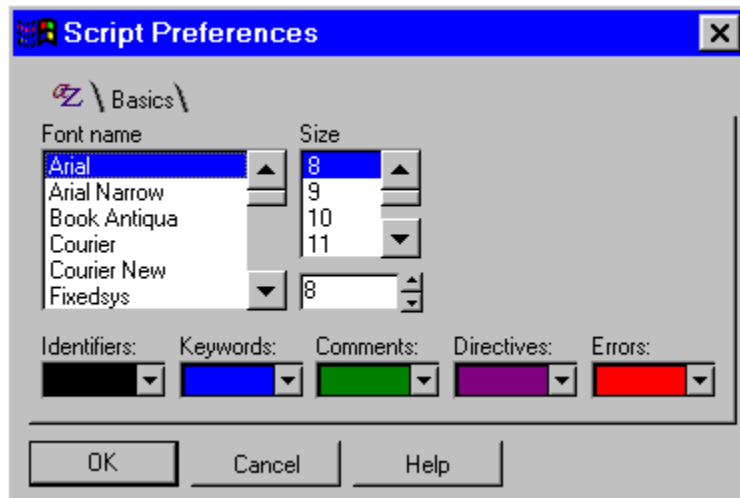 Script Preferences
aZ \ Basics \
Font name
Size
Arial
Arial Narrow
Book Antiqua
Courier
Courier New
Fixedsys
8
9
10
11
8
Identifiers: Keywords: Comments: Directives: Errors:
OK Cancel Help